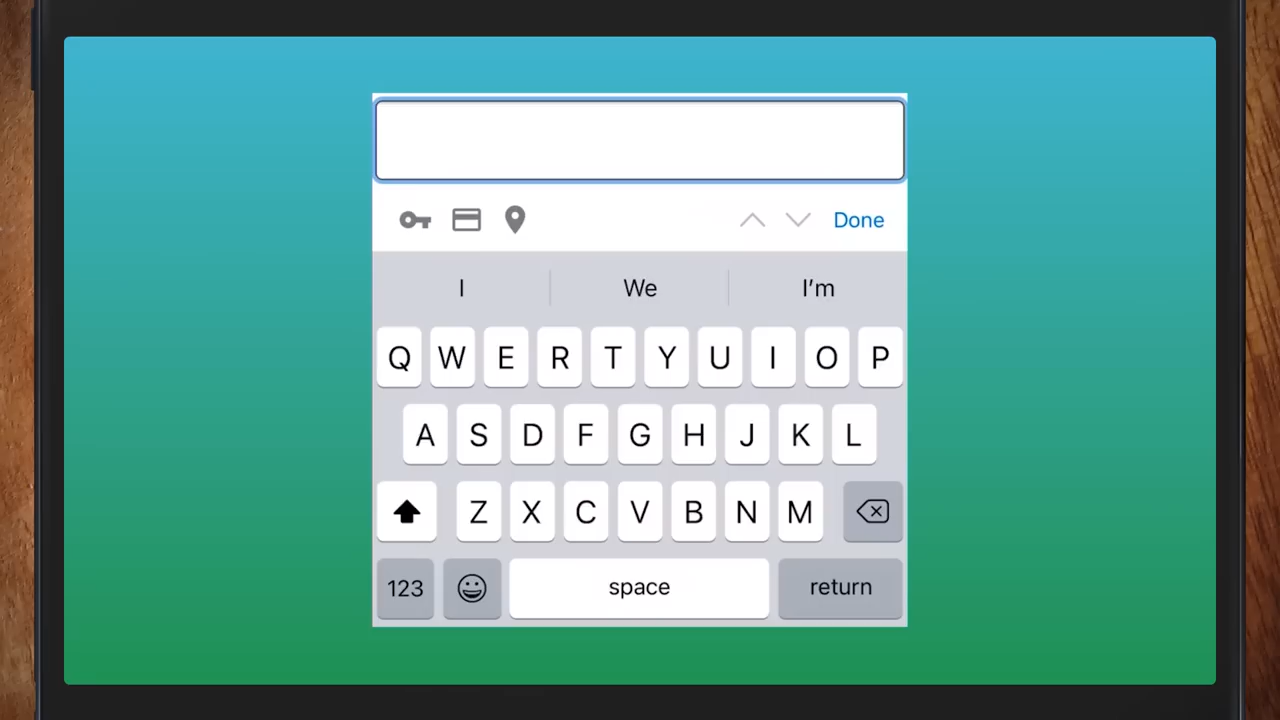 Done
I We I’m
Q W E R T Y U I O P
A S D F G H J K L
Z X C V B N M
123 space return